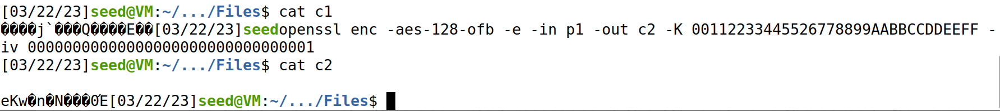 [03/22/23]seed@VM:~/.../Files$ cat c1
����j`���Q����E��[03/22/23]seedopenssl enc -aes-128-ofb -e -in p1 -out c2 -K 00112233445526778899AABBCCDDEEFF -
iv 00000000000000000000000000000001
[03/22/23]seed@VM:~/.../Files$ cat c2
eKw�n�N���0΄E[03/22/23]seed@VM:~/.../Files$